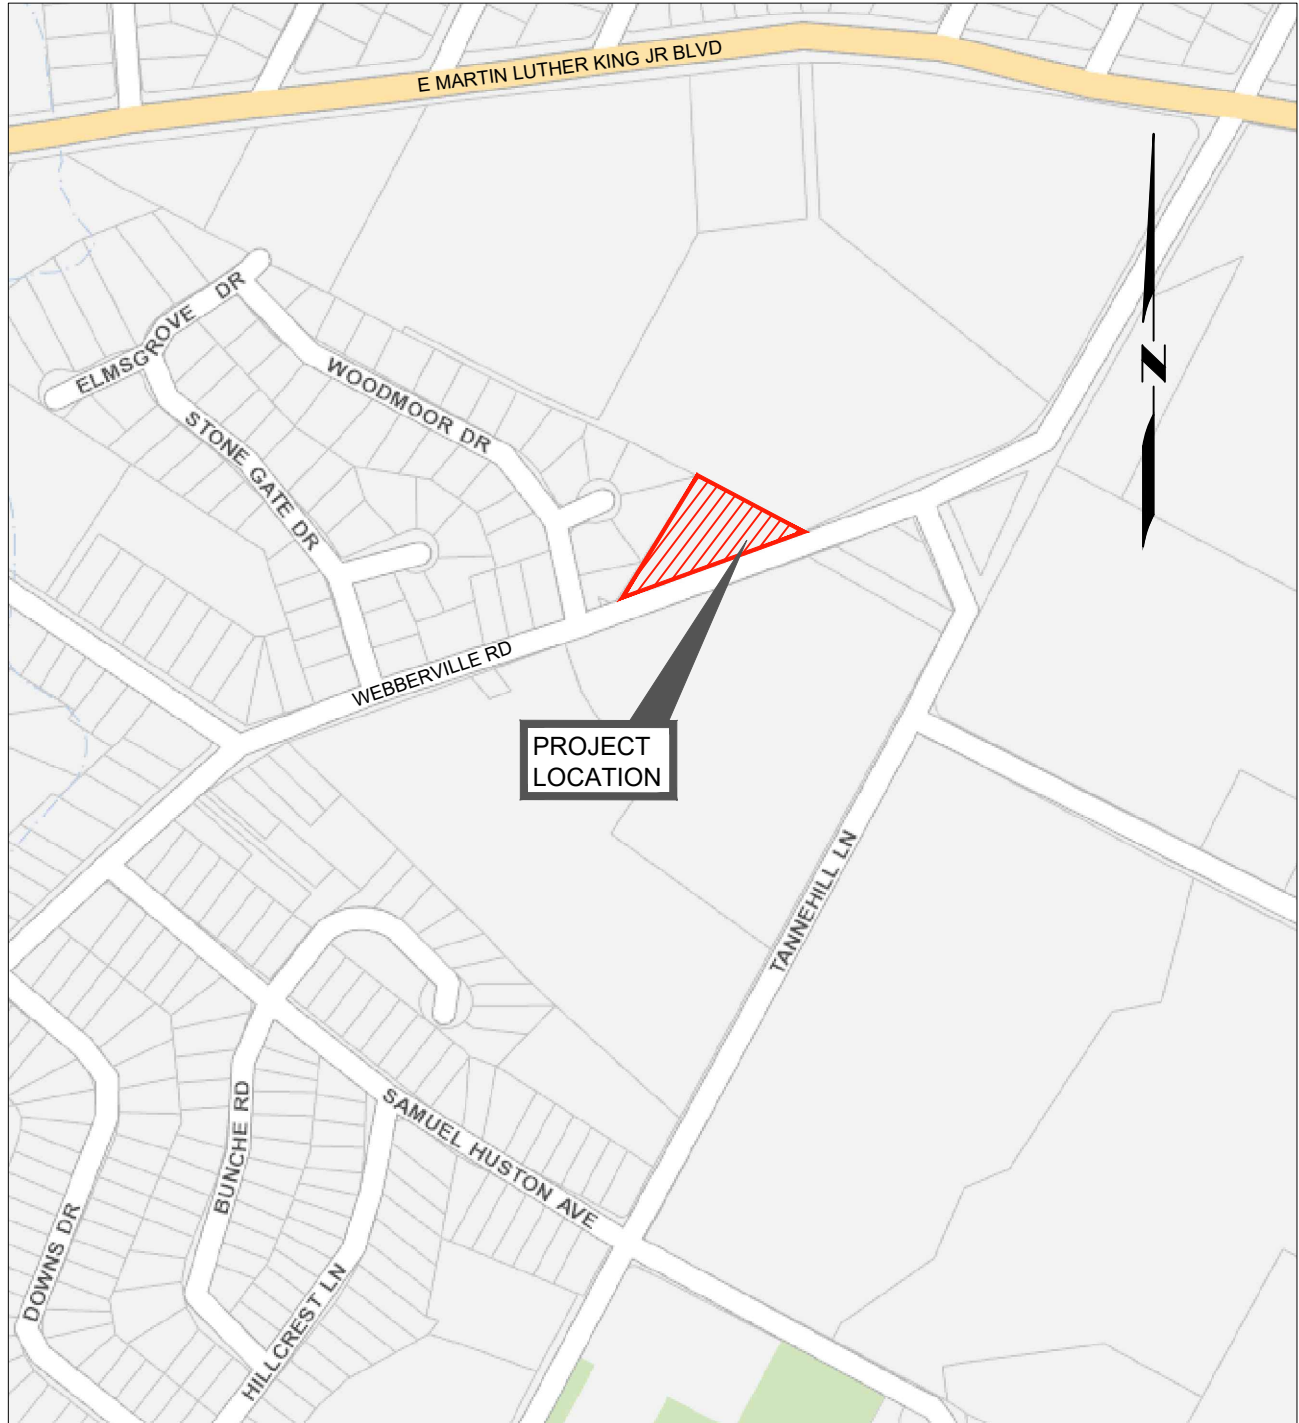 E MARTIN LUTHER KING JR BLVD
ELMSGROVE DR
WOODMOOR DR
N
STONE GATE DR
WEBBERVILLE RD
PROJECT
LOCATION
TANNEHILL LN
SAMUEL HUSTON AVE
BUNCHE RD
DOWNS DR
HILLCREST LN